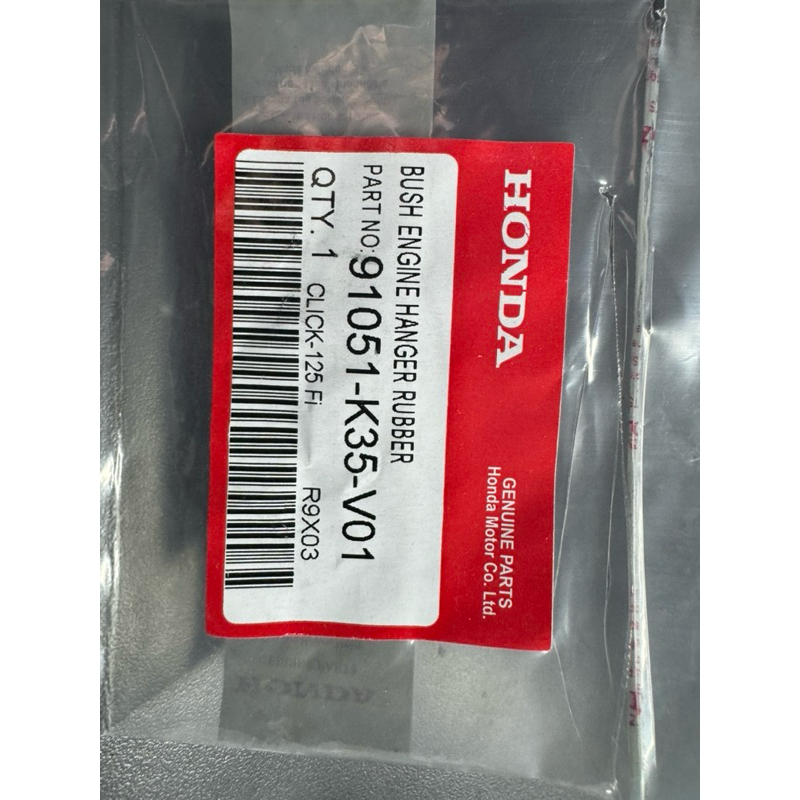 HONDA
GENUINE PARTS
Honda Motor Co. Ltd.
BUSH ENGINE HANGER RUBBER
PART NO:91051-K35-V01
QTY. 1 CLICK-125 Fi R9X03
HONDA